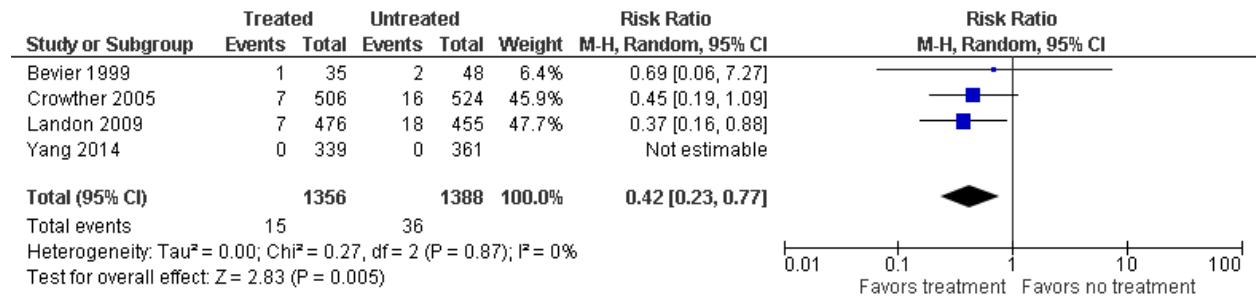 Treated Untreated Risk Ratio Risk Ratio
Study or Subgroup Events Total Events Total Weight M-H, Random, 95% CI M-H, Random, 95% CI
Bevier 1999 1 35 2 48 6.4% 0.69 [0.06, 7.27]
Crowther 2005 7 506 16 524 45.9% 0.45 [0.19, 1.09]
Landon 2009 7 476 18 455 47.7% 0.37 [0.16, 0.88]
Yang 2014 0 339 0 361 Not estimable
Total (95% CI) 1356 1388 100.0% 0.42 [0.23, 0.77]
Total events 15 36
Heterogeneity: Tau² = 0.00; Chi² = 0.27, df = 2 (P = 0.87); I² = 0%
Test for overall effect: Z = 2.83 (P = 0.005)
0.01 0.1 1 10 100
Favors treatment Favors no treatment